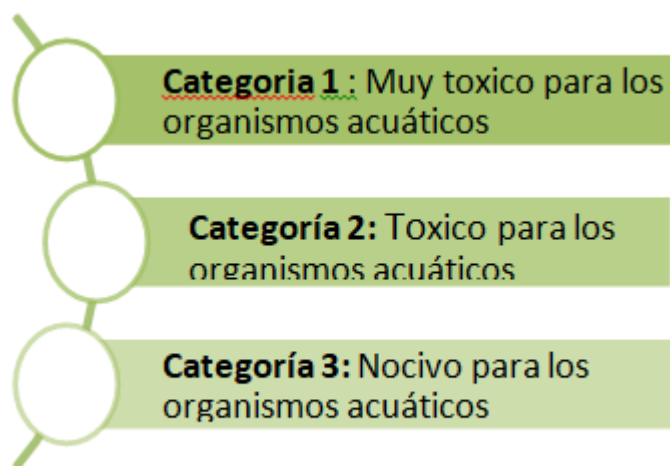 Categoria 1 : Muy toxico para los
organismos acuáticos
Categoría 2: Toxico para los
organismos acuáticos
Categoría 3: Nocivo para los
organismos acuáticos